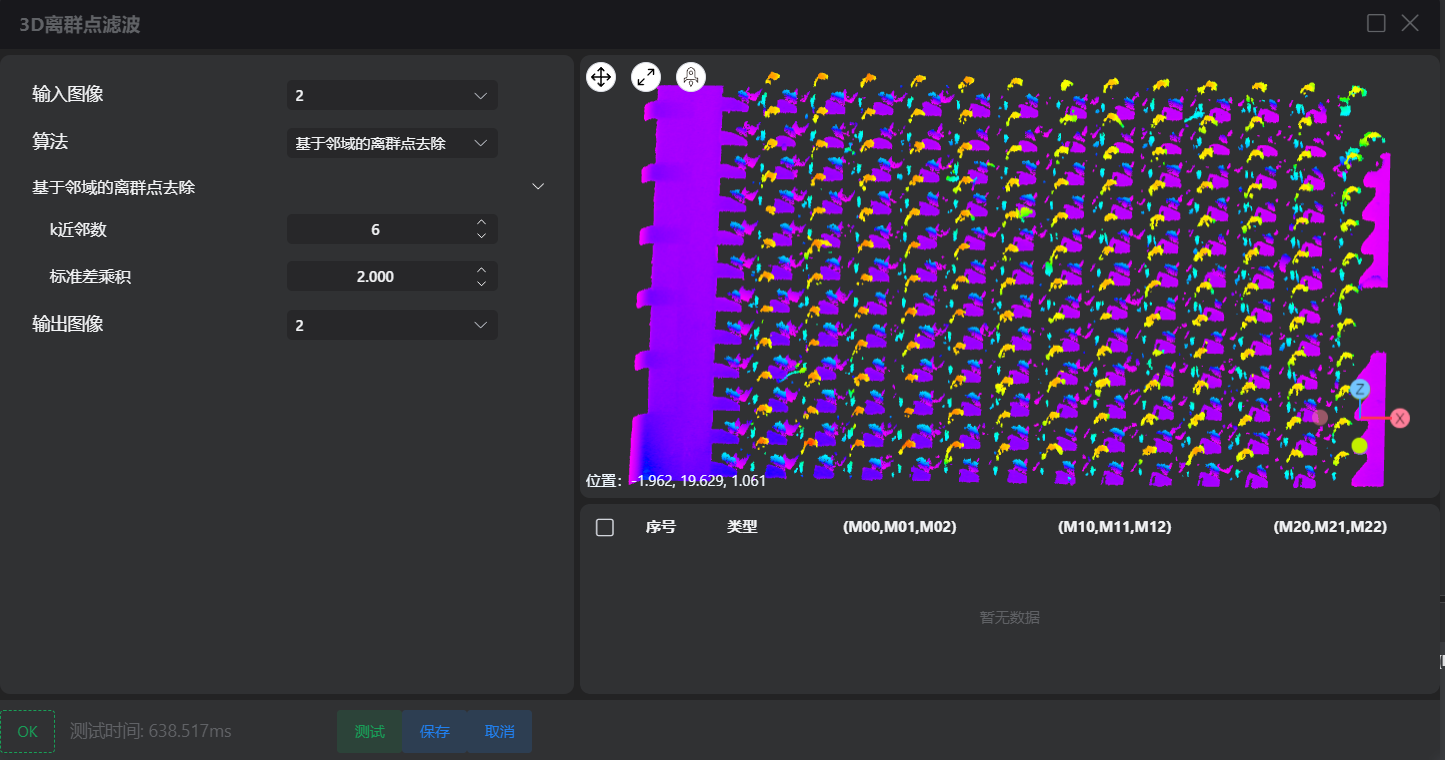 3D离群点滤波
输入图像 2
算法 基于邻域的离群点去除
基于邻域的离群点去除
k近邻数 6
标准差乘积 2.000
输出图像 2
Z
X
位置: -1.962, 19.629, 1.061
序号 类型 (M00,M01,M02) (M10,M11,M12) (M20,M21,M22)
暂无数据
OK 测试时间: 638.517ms 测试 保存 取消